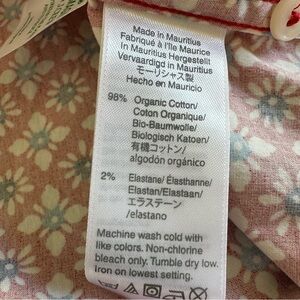 Made in Mauritius
Fabriqué à l'Ile Maurice
In Mauritius Hergestellt
Vervaardigd in Mauritius
モーリシャス製
Hecho en Mauricio
98% Organic Cotton/
Coton Organique/
Bio-Baumwolle/
Biologisch Katoen/
有機コットン/
algodón orgánico
2% Elastane/ Élasthanne/
Elastan/Elastaan/
エラステーン
/elastano
Machine wash cold with
like colors. Non-chlorine
bleach only. Tumble dry low.
Iron on lowest setting.